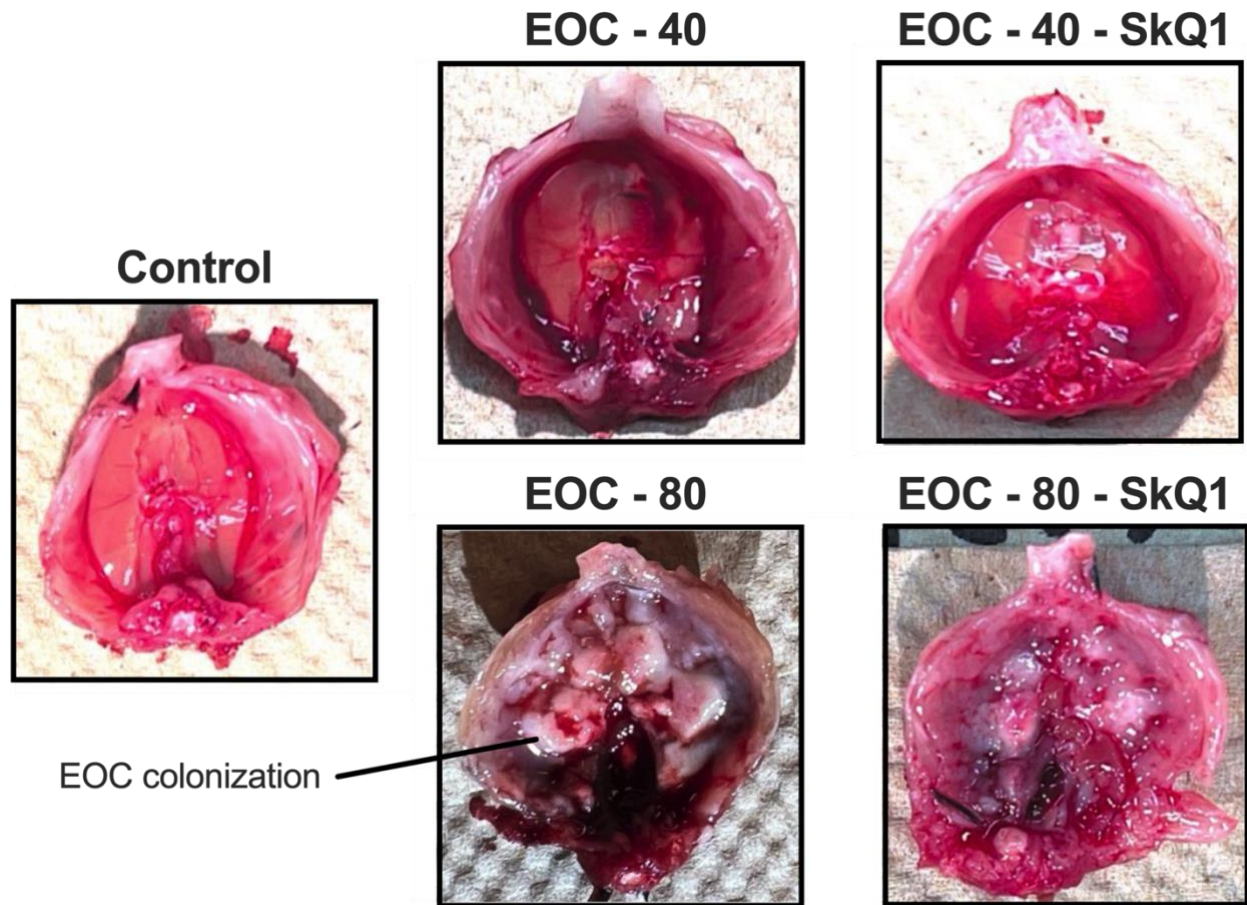 EOC - 40
EOC - 40 - SkQ1
Control
EOC - 80
EOC - 80 - SkQ1
EOC colonization